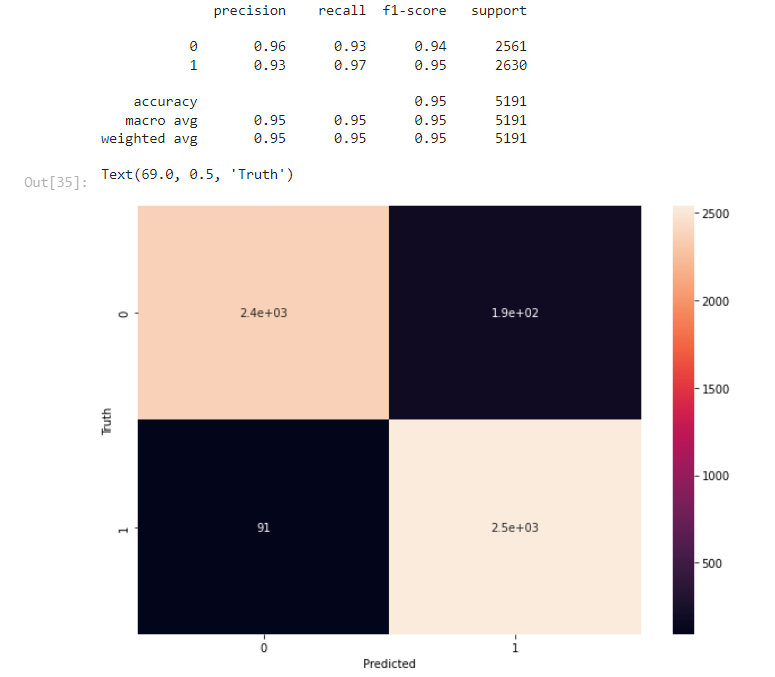 precision recall f1-score support
0 0.96 0.93 0.94 2561
1 0.93 0.97 0.95 2630
accuracy 0.95 5191
macro avg 0.95 0.95 0.95 5191
weighted avg 0.95 0.95 0.95 5191
Out[35]: Text(69.0, 0.5, 'Truth')
2500
2000
1500
1000
500
0 2.4e+03 1.9e+02
Truth
1 91 2.5e+03
0 1
Predicted